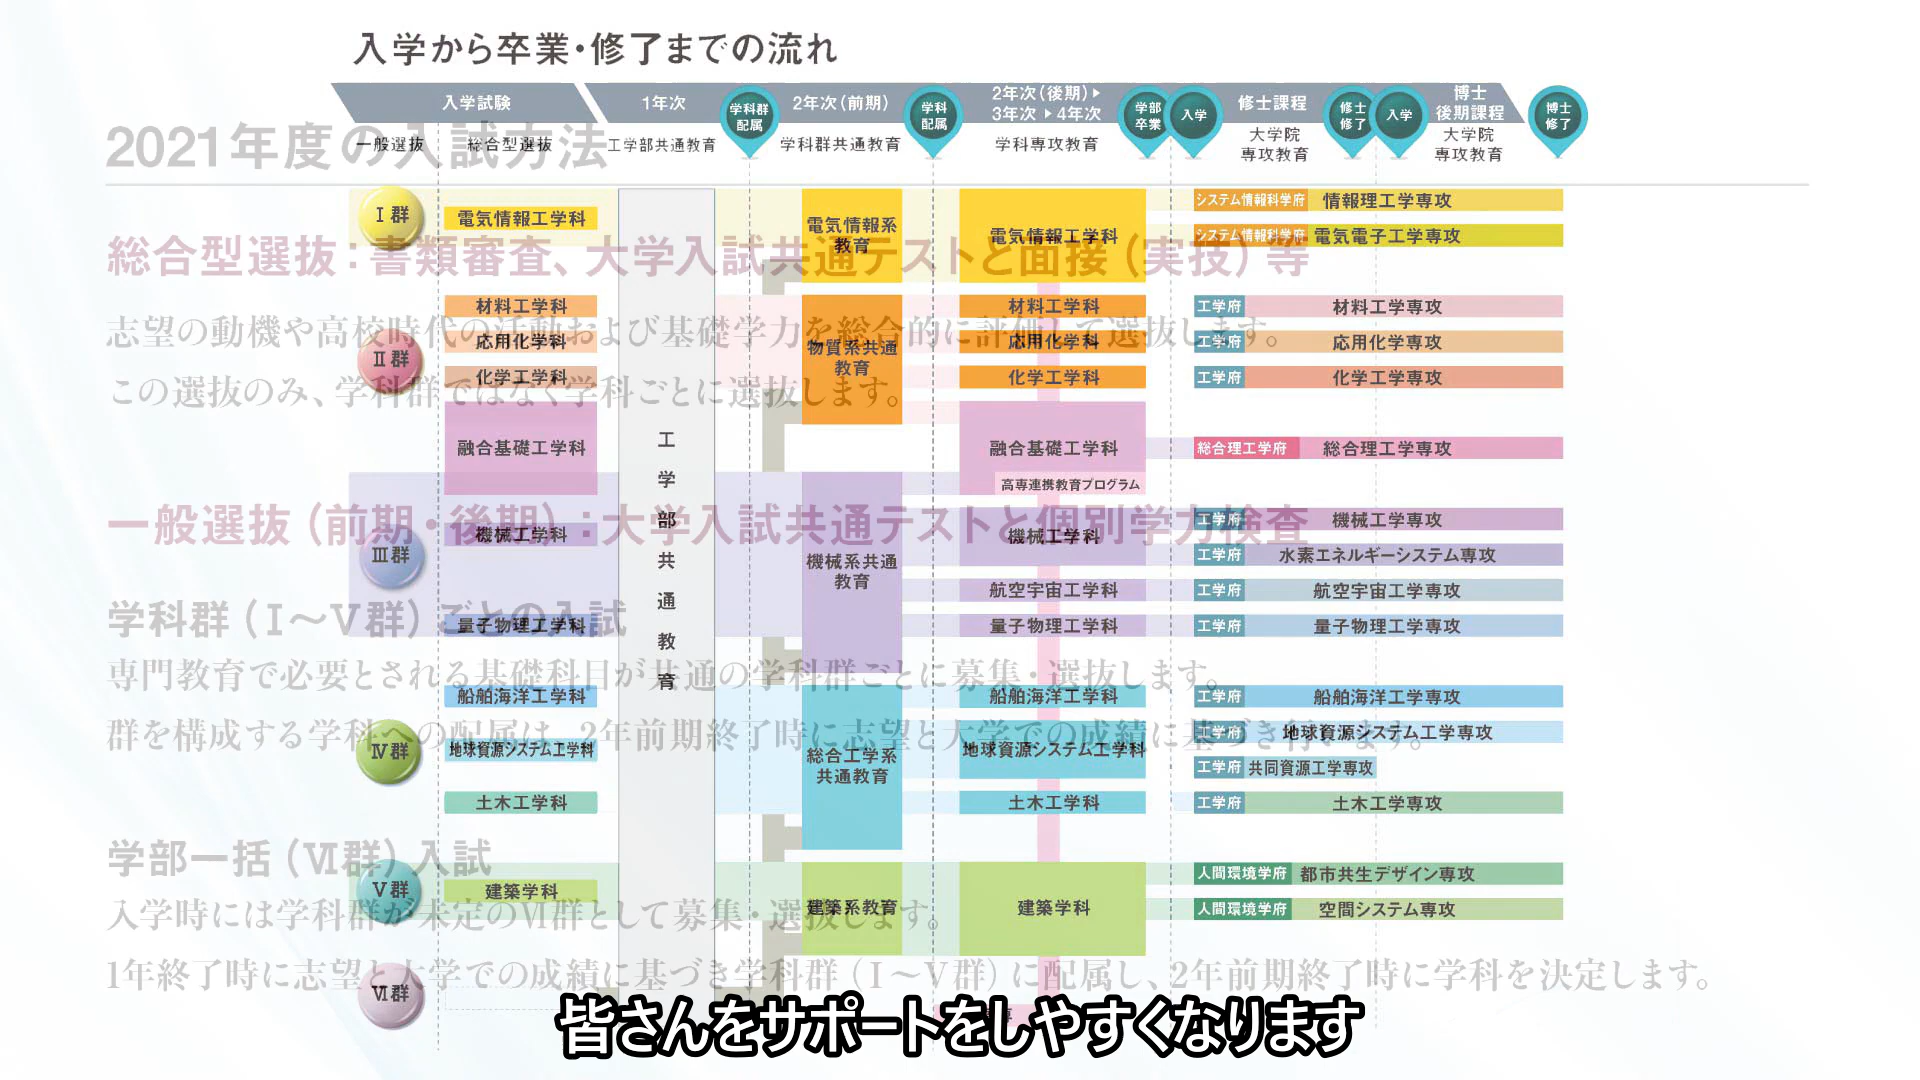 入学から卒業・修了までの流れ
入学試験
1年次
学科群
配属
2年次（前期）
学科
配属
2年次（後期）▶
3年次 ▶ 4年次
学部
卒業
入学
修士課程
修士
修了
入学
博士
後期課程
博士
修了
一般選抜
総合型選抜
工学部共通教育
学科群共通教育
学科専攻教育
大学院
専攻教育
大学院
専攻教育
2021年度の入試方法
総合型選抜：書類審査、大学入試共通テストと面接（実技）等
志望の動機や高校時代の活動および基礎学力を総合的に評価して選抜します。
この選抜のみ、学科群ではなく学科ごとに選抜します。
一般選抜（前期・後期）：大学入試共通テストと個別学力検査
学科群（Ⅰ～Ⅴ群）ごとの入試
専門教育で必要とされる基礎科目が共通の学科群ごとに募集・選抜します。
群を構成する学科への配属は、2年前期終了時に志望と大学での成績に基づき行います。
学部一括（Ⅵ群）入試
入学時には学科群が未定のⅥ群として募集・選抜します。
1年終了時に志望と大学での成績に基づき学科群（Ⅰ～Ⅴ群）に配属し、2年前期終了時に学科を決定します。
Ⅰ群
電気情報工学科
Ⅱ群
材料工学科
応用化学科
化学工学科
融合基礎工学科
Ⅲ群
機械工学科
量子物理工学科
Ⅳ群
船舶海洋工学科
地球資源システム工学科
土木工学科
Ⅴ群
建築学科
Ⅵ群
工学部共通教育
電気情報系
教育
物質系共通
教育
機械系共通
教育
総合工学系
共通教育
建築系教育
電気情報工学科
材料工学科
応用化学科
化学工学科
融合基礎工学科
高専連携教育プログラム
機械工学科
航空宇宙工学科
量子物理工学科
船舶海洋工学科
地球資源システム工学科
土木工学科
建築学科
システム情報科学府 情報理工学専攻
システム情報科学府 電気電子工学専攻
工学府 材料工学専攻
工学府 応用化学専攻
工学府 化学工学専攻
総合理工学府 総合理工学専攻
工学府 機械工学専攻
工学府 水素エネルギーシステム専攻
工学府 航空宇宙工学専攻
工学府 量子物理工学専攻
工学府 船舶海洋工学専攻
工学府 地球資源システム工学専攻
工学府 共同資源工学専攻
工学府 土木工学専攻
人間環境学府 都市共生デザイン専攻
人間環境学府 空間システム専攻
皆さんをサポートをしやすくなります